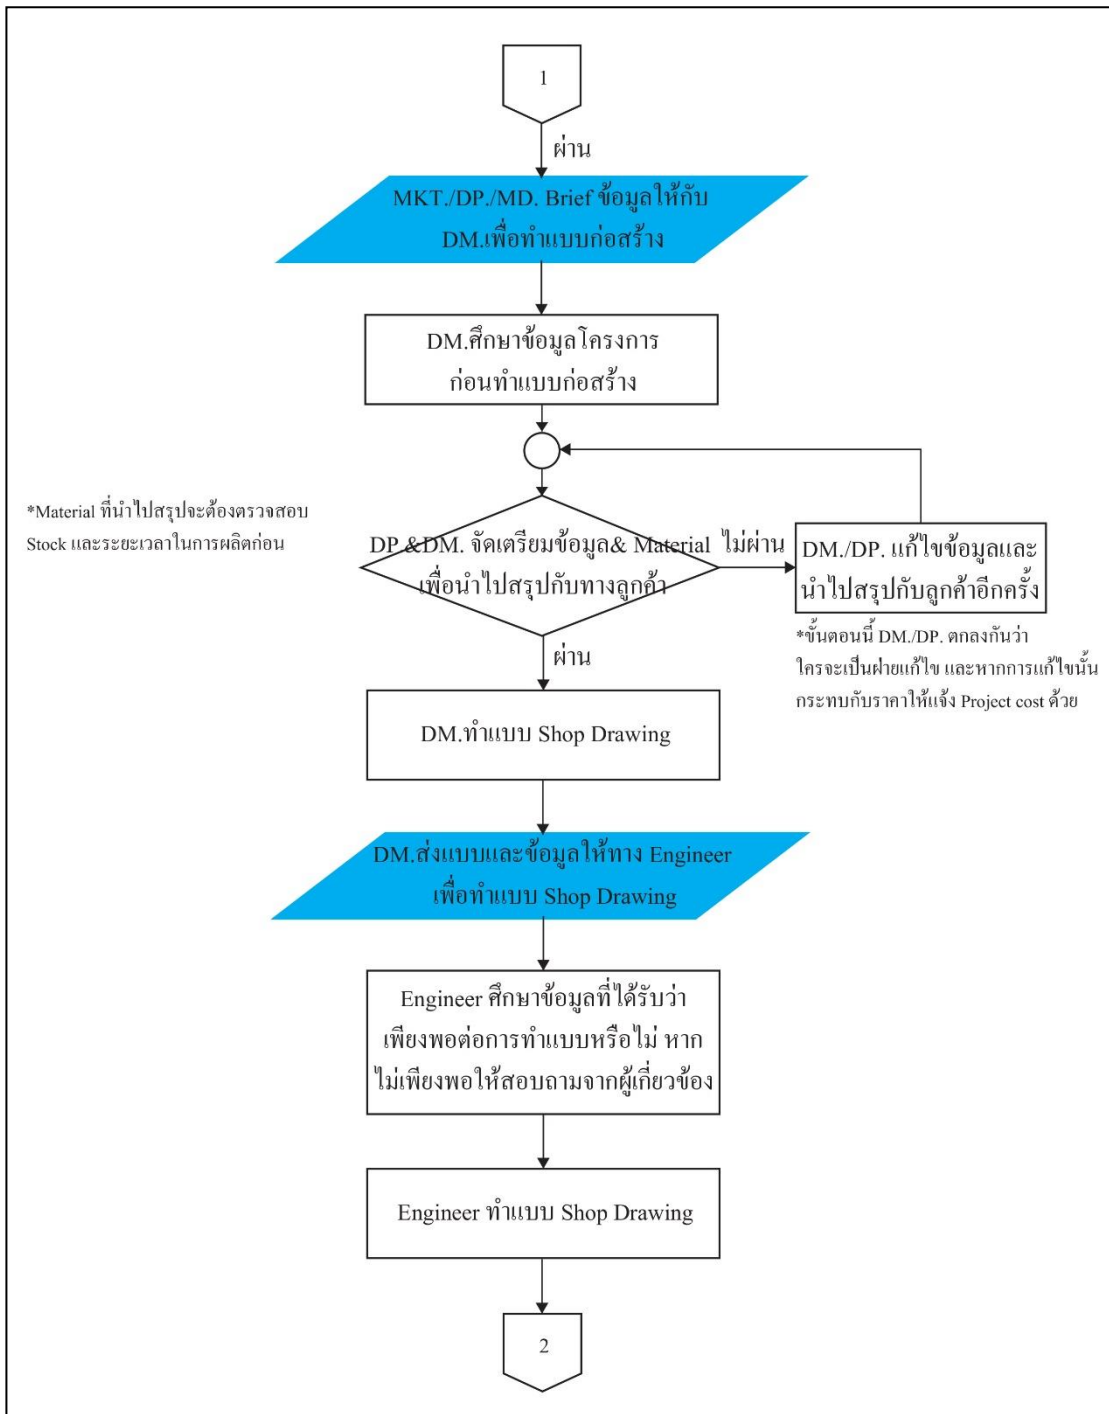 1
ผ่าน
MKT./DP./MD. Brief ข้อมูลให้กับ
DM.เพื่อทำแบบก่อสร้าง
DM.ศึกษาข้อมูลโครงการ
ก่อนทำแบบก่อสร้าง
*Material ที่นำไปสรุปจะต้องตรวจสอบ
Stock และระยะเวลาในการผลิตก่อน
DP.&DM. จัดเตรียมข้อมูล& Material
เพื่อนำไปสรุปกับทางลูกค้า
ไม่ผ่าน
DM./DP. แก้ไขข้อมูลและ
นำไปสรุปกับลูกค้าอีกครั้ง
*ขั้นตอนนี้ DM./DP. ตกลงกันว่า
ใครจะเป็นฝ่ายแก้ไข และหากการแก้ไขนั้น
กระทบกับราคาให้แจ้ง Project cost ด้วย
ผ่าน
DM.ทำแบบ Shop Drawing
DM.ส่งแบบและข้อมูลให้ทาง Engineer
เพื่อทำแบบ Shop Drawing
Engineer ศึกษาข้อมูลที่ได้รับว่า
เพียงพอต่อการทำแบบหรือไม่ หาก
ไม่เพียงพอให้สอบถามจากผู้เกี่ยวข้อง
Engineer ทำแบบ Shop Drawing
2